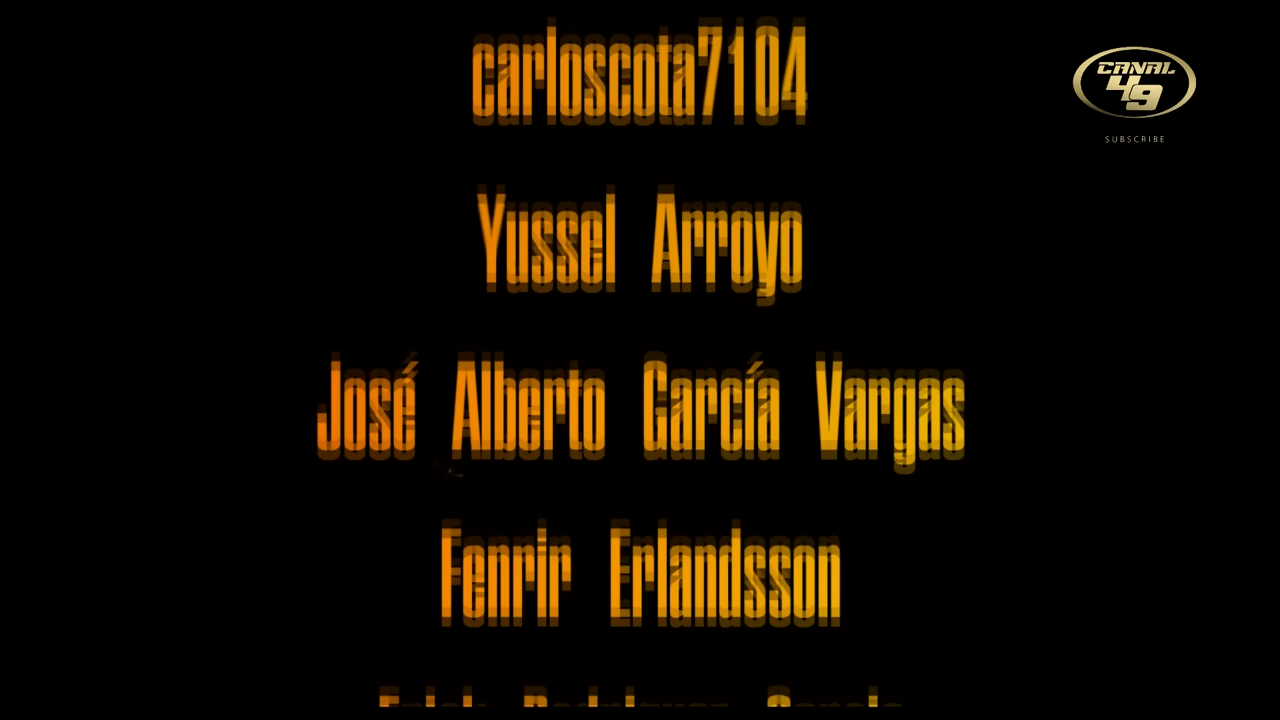 carloscota7104
CANAL
49
SUBSCRIBE
Yussel Arroyo
José Alberto García Vargas
Fenrir Erlandsson